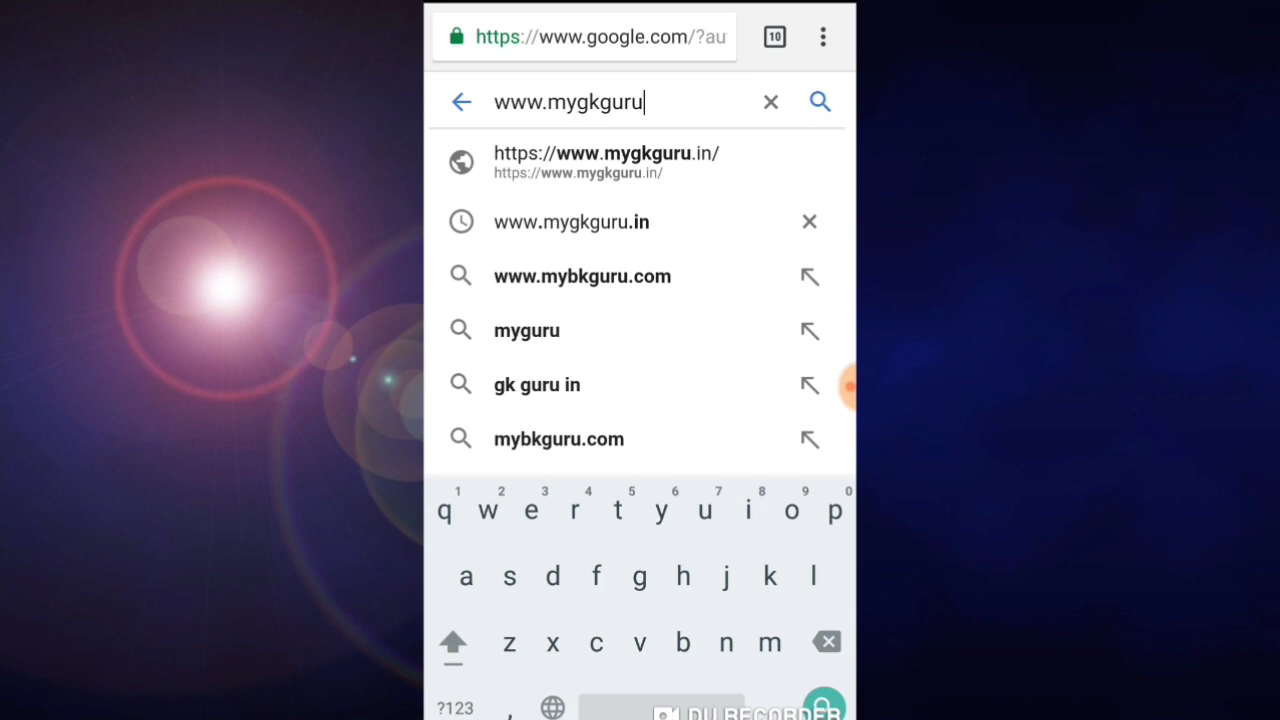 https://www.google.com/?au
10
www.mygkguru
https://www.mygkguru.in/
https://www.mygkguru.in/
www.mygkguru.in
www.mybkguru.com
myguru
gk guru in
mybkguru.com
1 2 3 4 5 6 7 8 9 0
q w e r t y u i o p
a s d f g h j k l
z x c v b n m
?123 ,
DU RECORDER